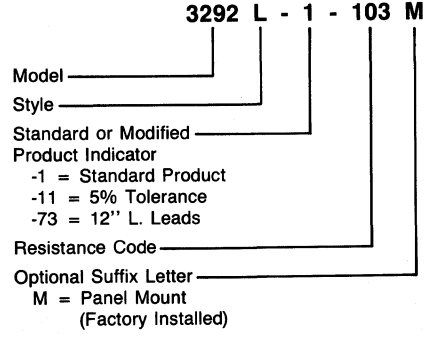 3292 L - 1 - 103 M
Model
Style
Standard or Modified
Product Indicator
-1 = Standard Product
-11 = 5% Tolerance
-73 = 12" L. Leads
Resistance Code
Optional Suffix Letter
M = Panel Mount
(Factory Installed)